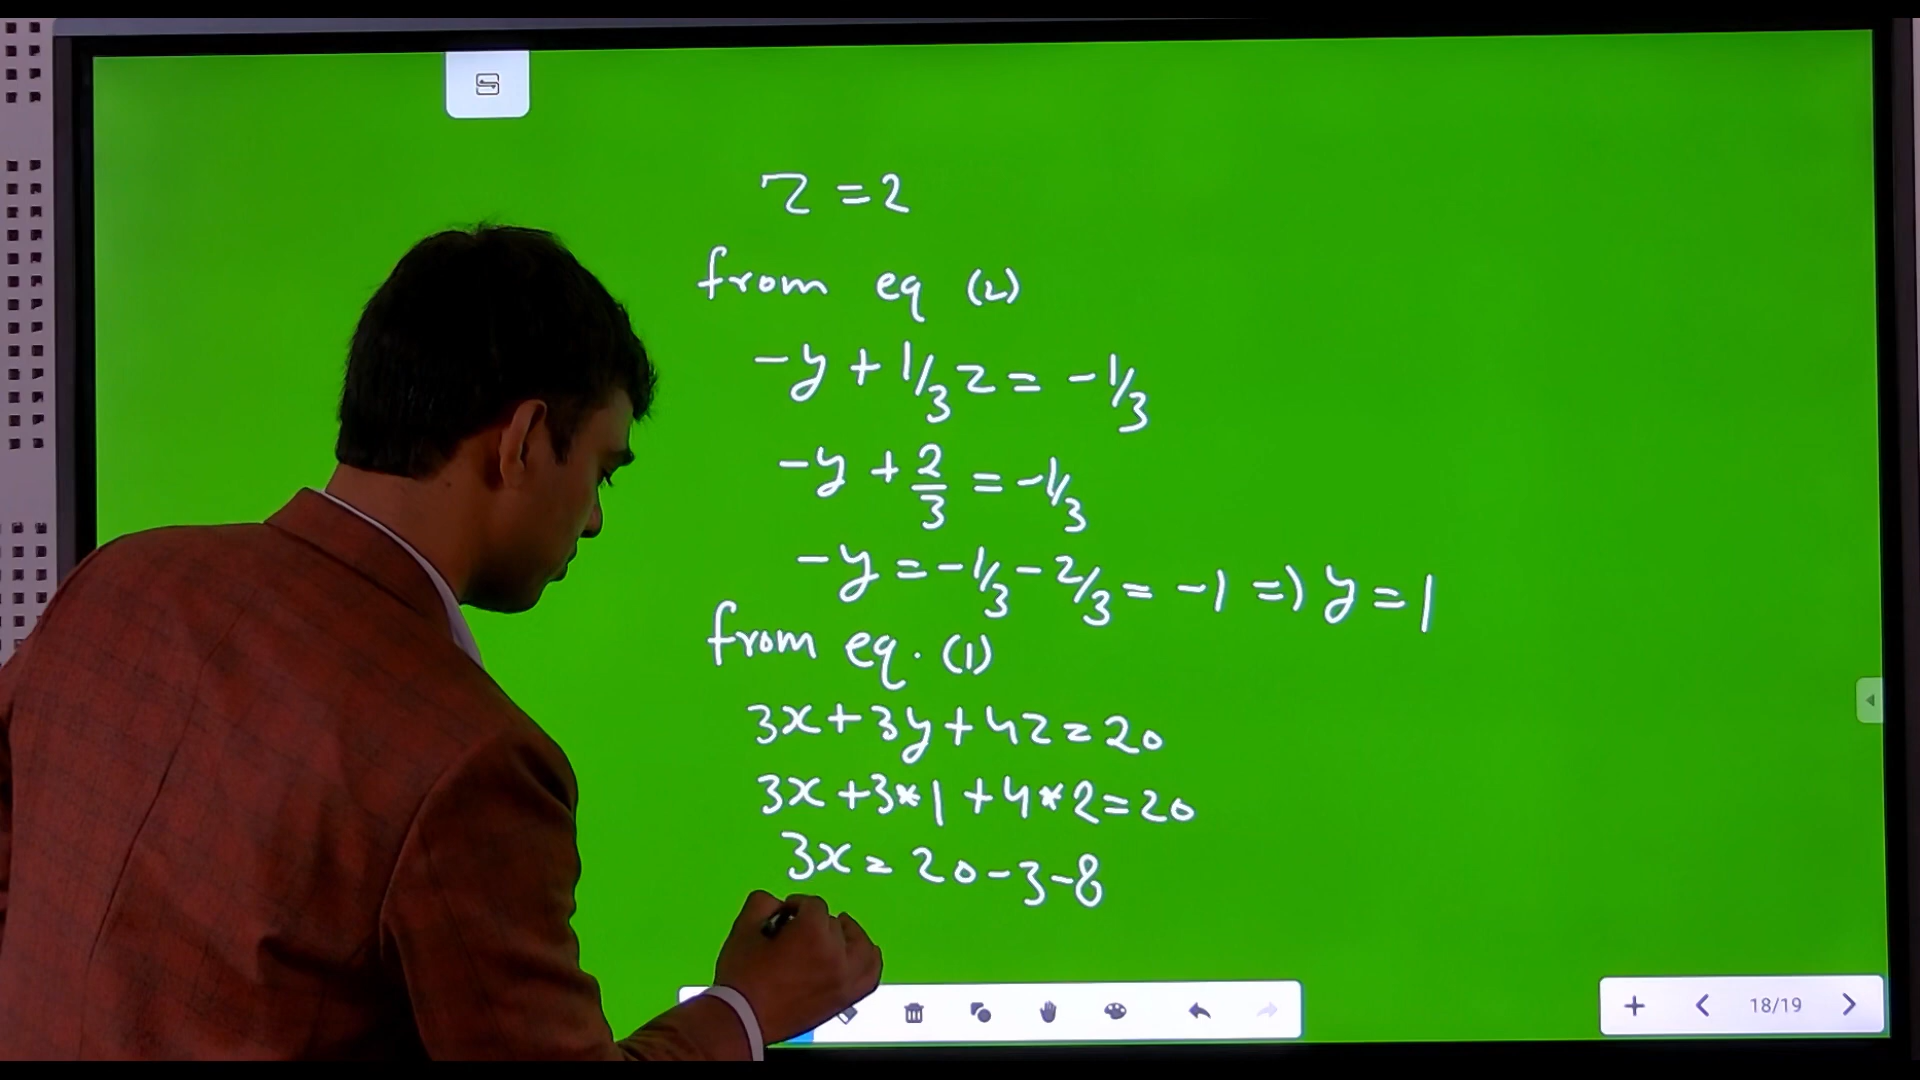 z = 2
from eq (2)
-y + 1/3 z = -1/3
-y + 2/3 = -1/3
-y = -1/3 - 2/3 = -1 => y = 1
from eq. (1)
3x + 3y + 4z = 20
3x + 3*1 + 4*2 = 20
3x = 20 - 3 - 8
18/19